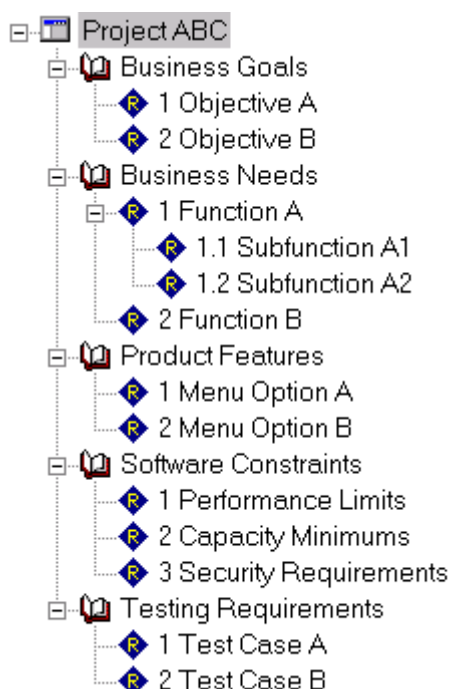 Project ABC
Business Goals
R 1 Objective A
R 2 Objective B
Business Needs
R 1 Function A
R 1.1 Subfunction A1
R 1.2 Subfunction A2
R 2 Function B
Product Features
R 1 Menu Option A
R 2 Menu Option B
Software Constraints
R 1 Performance Limits
R 2 Capacity Minimums
R 3 Security Requirements
Testing Requirements
R 1 Test Case A
R 2 Test Case B